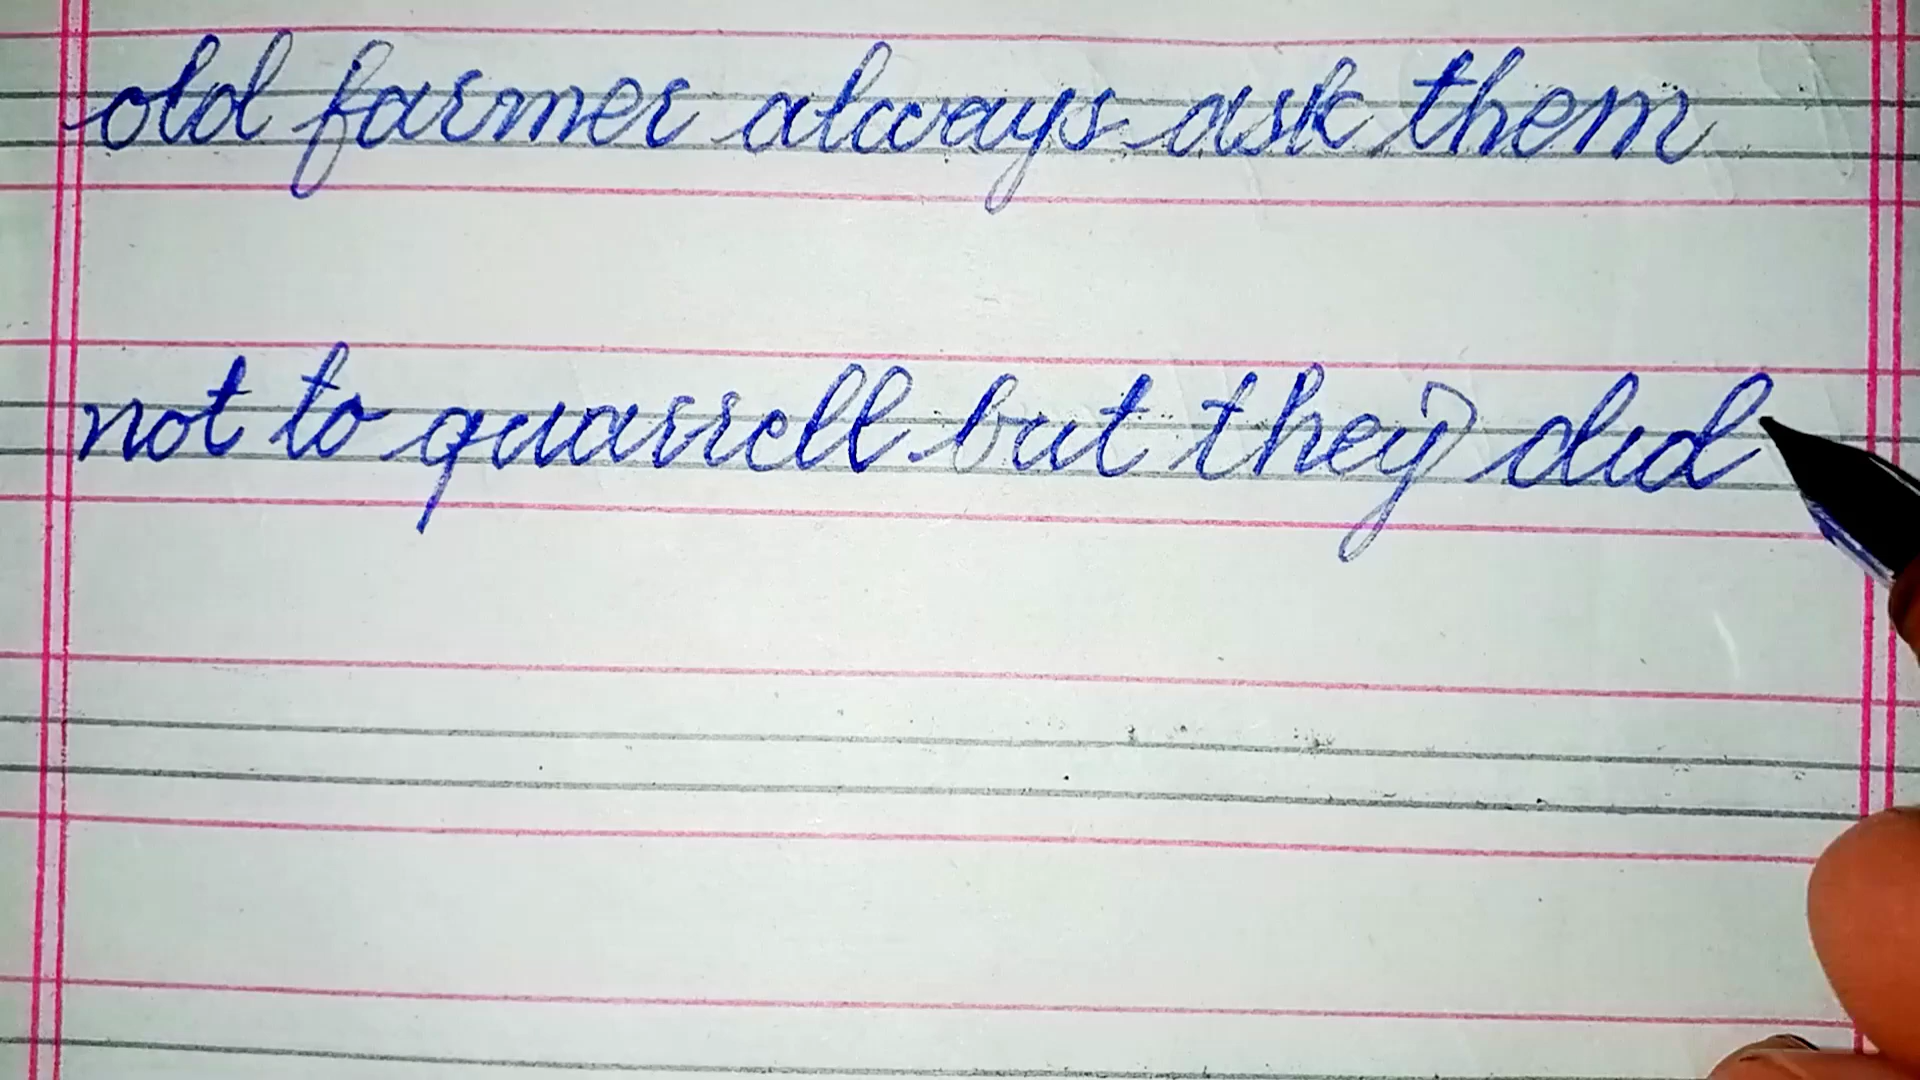 old farmer always ask them
not to quarrell but they did